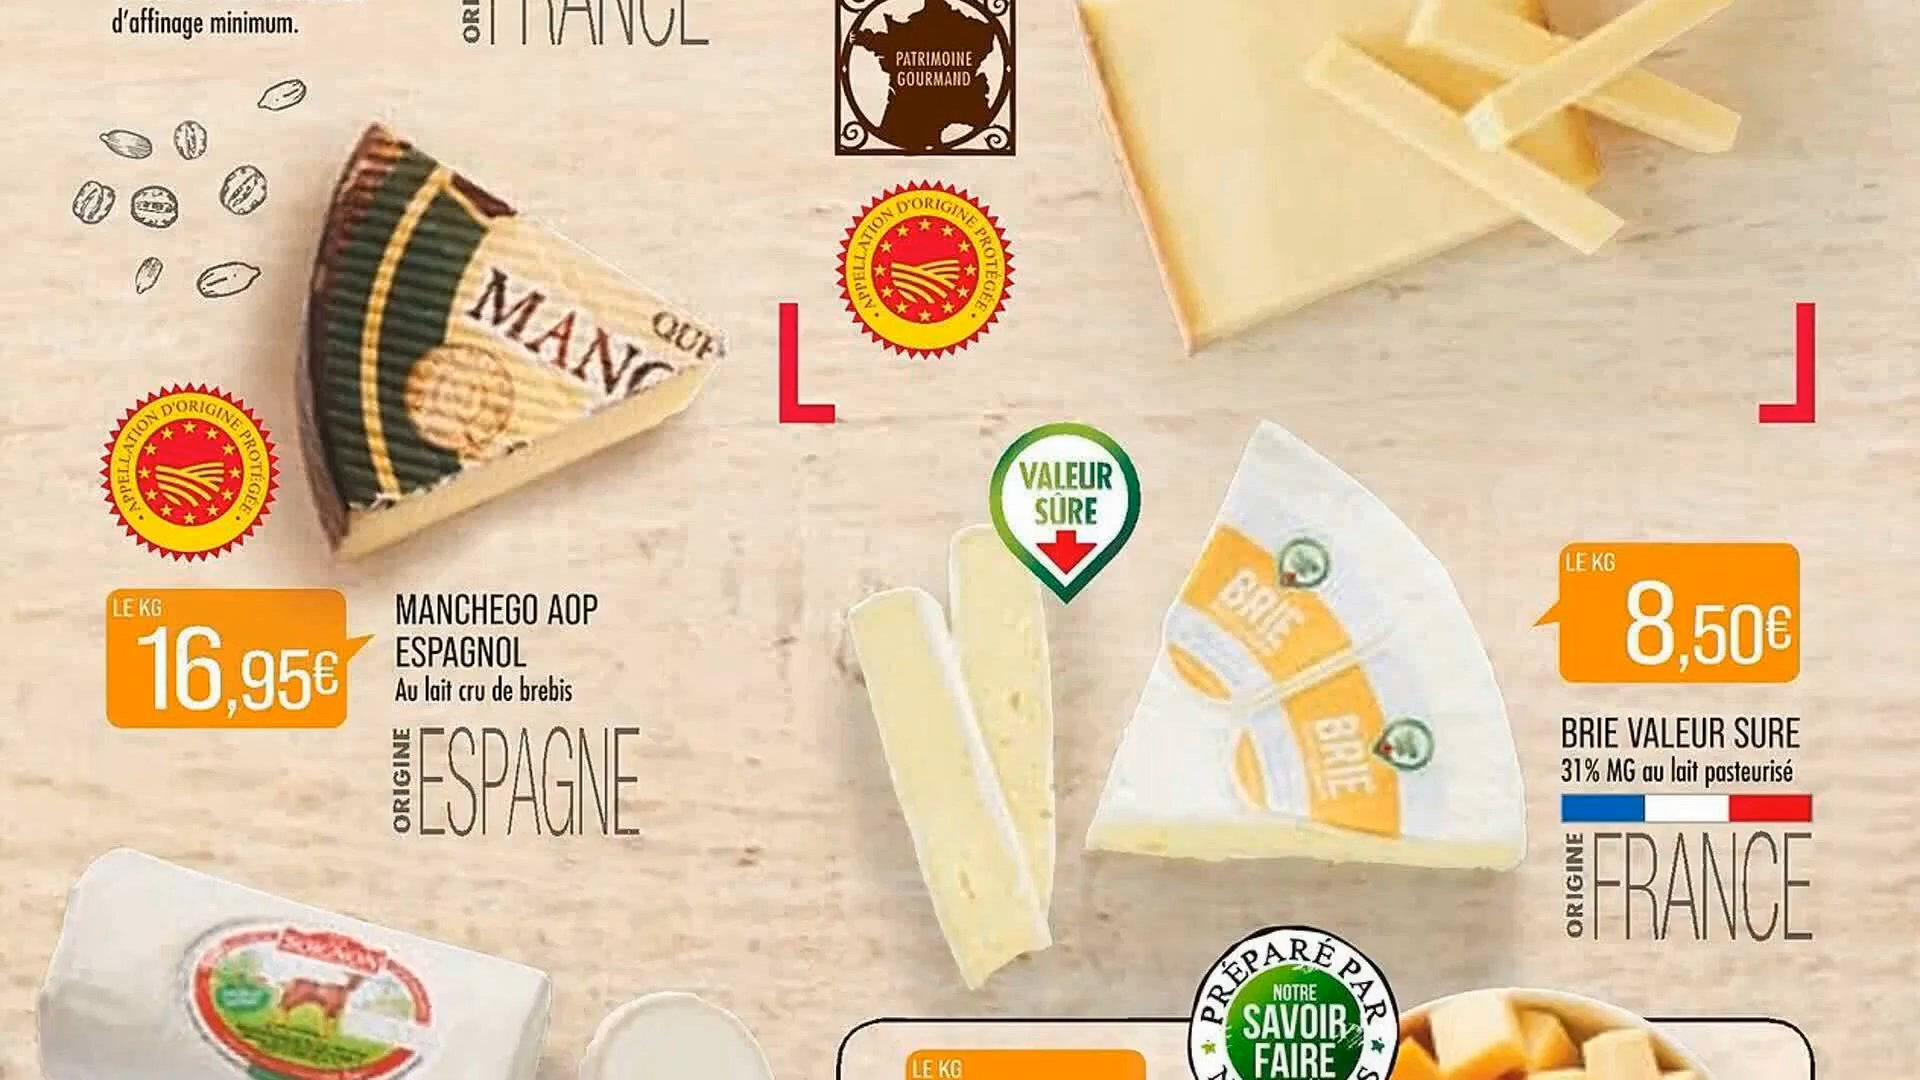 d'affinage minimum.
FRANCE
PATRIMOINE
GOURMAND
APPELLATION D'ORIGINE PROTÉGÉE
MANC
QUE
APPELLATION D'ORIGINE PROTÉGÉE
VALEUR
SÛRE
BRIE
BRIE
LE KG
16,95€
MANCHEGO AOP
ESPAGNOL
Au lait cru de brebis
ORIGINE
ESPAGNE
LE KG
8,50€
BRIE VALEUR SURE
31% MG au lait pasteurisé
ORIGINE
FRANCE
SOIGNON
PRÉPARÉ PAR
NOTRE
SAVOIR
FAIRE
LE KG